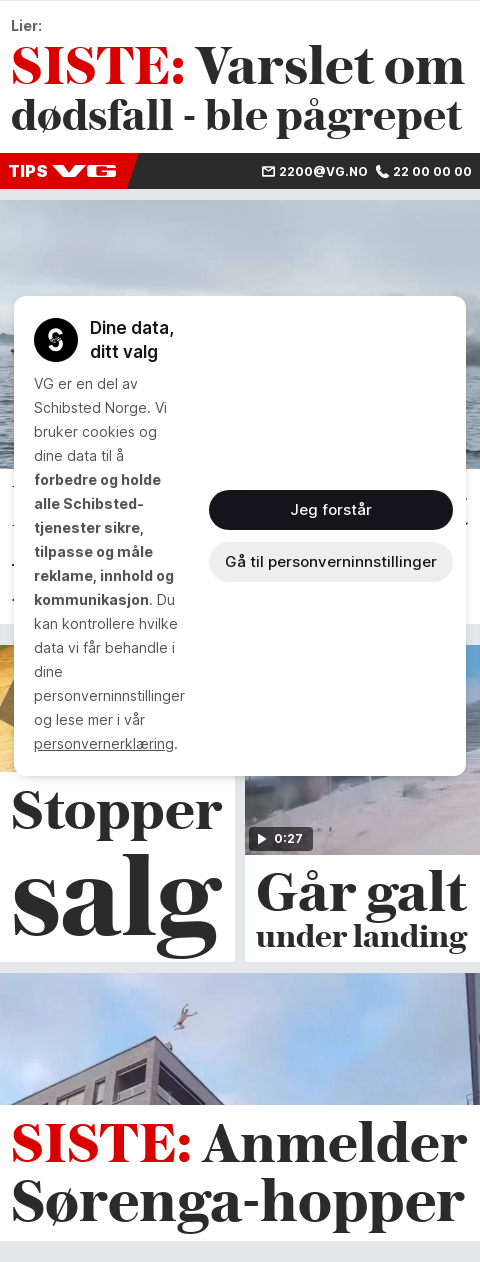 Lier:
SISTE: Varslet om
dødsfall - ble pågrepet
TIPS VG 2200@VG.NO 22 00 00 00
Dine data,
ditt valg
VG er en del av
Schibsted Norge. Vi
bruker cookies og
dine data til å
forbedre og holde
alle Schibsted-
tjenester sikre,
tilpasse og måle
reklame, innhold og
kommunikasjon. Du
kan kontrollere hvilke
data vi får behandle i
dine
personverninnstillinger
og lese mer i vår
personvernerklæring.
Jeg forstår
Gå til personverninnstillinger
Stopper
salg
0:27
Går galt
under landing
SISTE: Anmelder
Sørenga-hopper